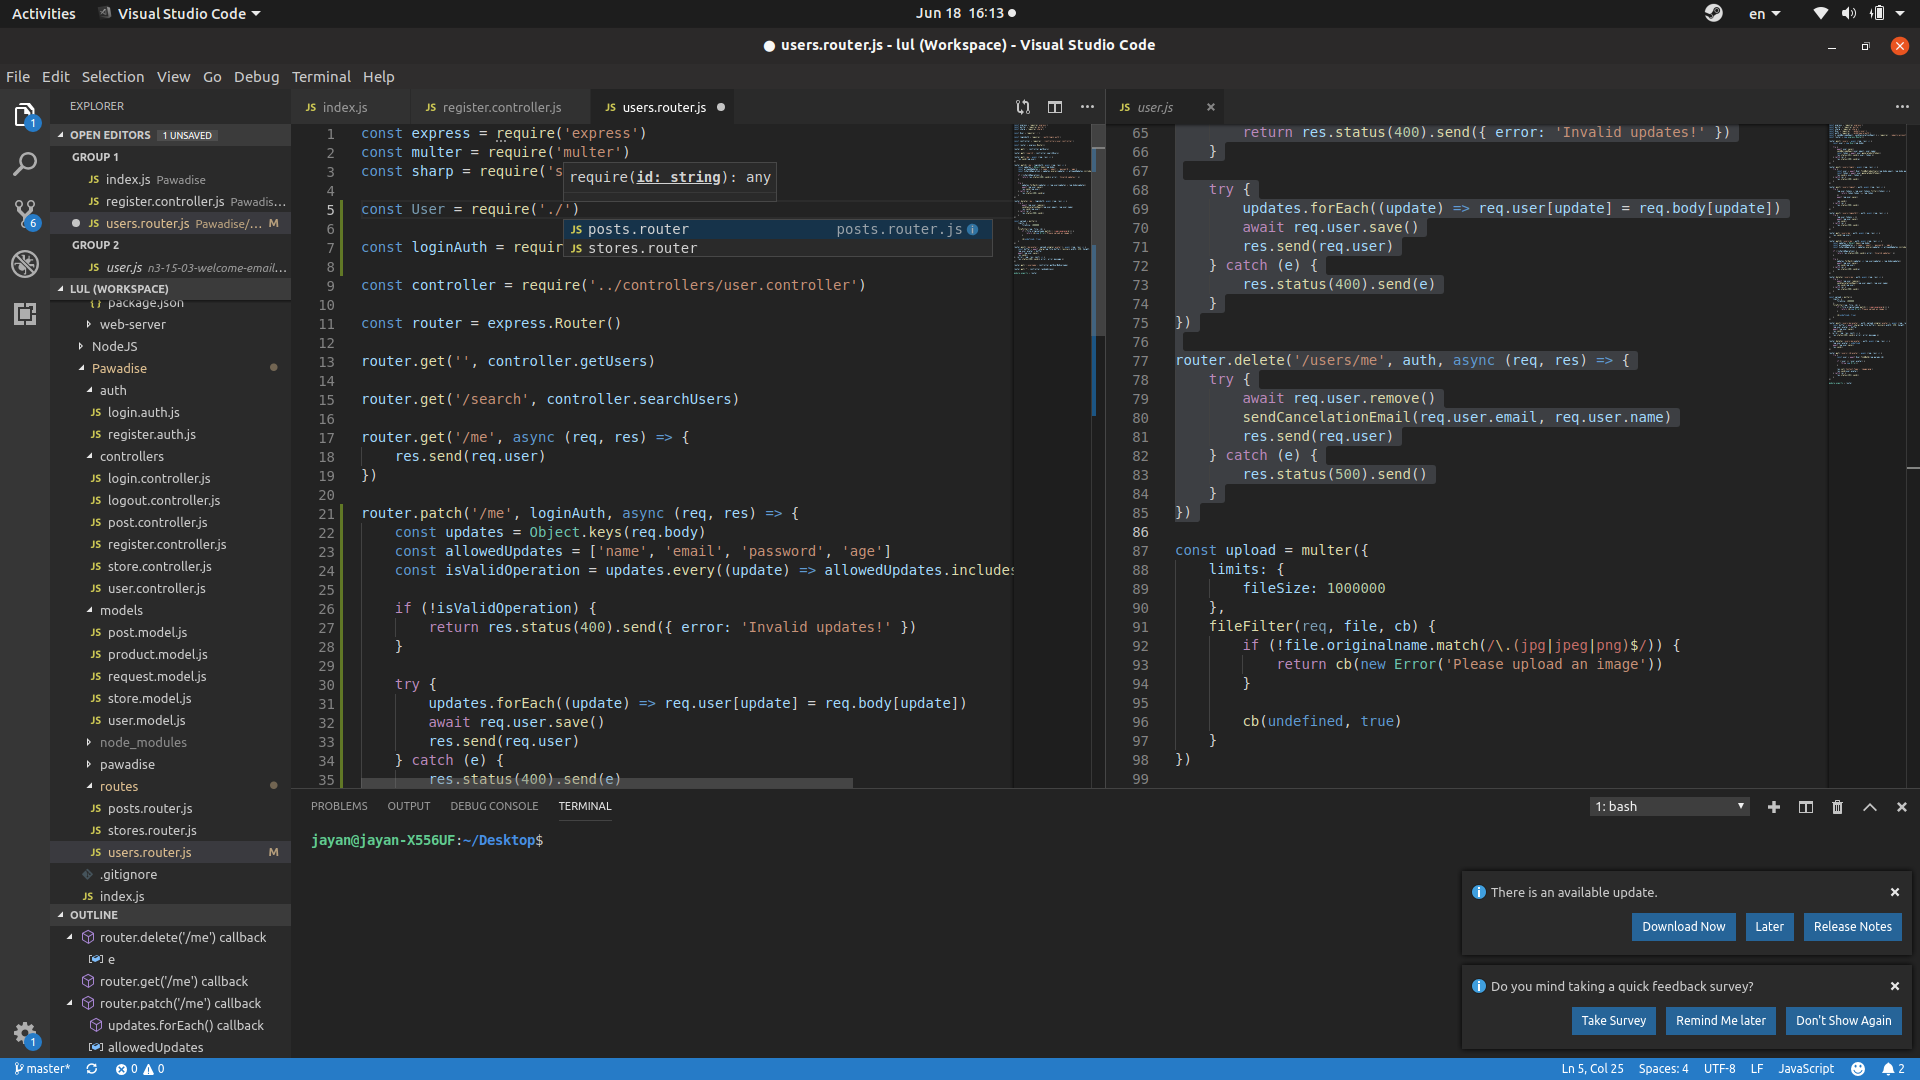 Activities
Visual Studio Code
Jun 18 16:13
en
users.router.js - lul (Workspace) - Visual Studio Code
File Edit Selection View Go Debug Terminal Help
1
6
1
EXPLORER
OPEN EDITORS 1 UNSAVED
GROUP 1
JS index.js Pawadise
JS register.controller.js Pawadis...
JS users.router.js Pawadise/... M
GROUP 2
JS user.js n3-15-03-welcome-email...
LUL (WORKSPACE)
{} package.json
web-server
NodeJS
Pawadise
auth
JS login.auth.js
JS register.auth.js
controllers
JS login.controller.js
JS logout.controller.js
JS post.controller.js
JS register.controller.js
JS store.controller.js
JS user.controller.js
models
JS post.model.js
JS product.model.js
JS request.model.js
JS store.model.js
JS user.model.js
node_modules
pawadise
routes
JS posts.router.js
JS stores.router.js
JS users.router.js M
.gitignore
JS index.js
OUTLINE
router.delete('/me') callback
e
router.get('/me') callback
router.patch('/me') callback
updates.forEach() callback
allowedUpdates
JS index.js
JS register.controller.js
JS users.router.js
1 const express = require('express')
2 const multer = require('multer')
3 const sharp = require('s
require(id: string): any
4
5 const User = require('./')
6
JS posts.router posts.router.js
JS stores.router
7 const loginAuth = requir
8
9 const controller = require('../controllers/user.controller')
10
11 const router = express.Router()
12
13 router.get('', controller.getUsers)
14
15 router.get('/search', controller.searchUsers)
16
17 router.get('/me', async (req, res) => {
18 res.send(req.user)
19 })
20
21 router.patch('/me', loginAuth, async (req, res) => {
22 const updates = Object.keys(req.body)
23 const allowedUpdates = ['name', 'email', 'password', 'age']
24 const isValidOperation = updates.every((update) => allowedUpdates.includes
25
26 if (!isValidOperation) {
27 return res.status(400).send({ error: 'Invalid updates!' })
28 }
29
30 try {
31 updates.forEach((update) => req.user[update] = req.body[update])
32 await req.user.save()
33 res.send(req.user)
34 } catch (e) {
35 res.status(400).send(e)
JS user.js
65 return res.status(400).send({ error: 'Invalid updates!' })
66 }
67
68 try {
69 updates.forEach((update) => req.user[update] = req.body[update])
70 await req.user.save()
71 res.send(req.user)
72 } catch (e) {
73 res.status(400).send(e)
74 }
75 })
76
77 router.delete('/users/me', auth, async (req, res) => {
78 try {
79 await req.user.remove()
80 sendCancelationEmail(req.user.email, req.user.name)
81 res.send(req.user)
82 } catch (e) {
83 res.status(500).send()
84 }
85 })
86
87 const upload = multer({
88 limits: {
89 fileSize: 1000000
90 },
91 fileFilter(req, file, cb) {
92 if (!file.originalname.match(/\.(jpg|jpeg|png)$/)) {
93 return cb(new Error('Please upload an image'))
94 }
95
96 cb(undefined, true)
97 }
98 })
99
PROBLEMS OUTPUT DEBUG CONSOLE TERMINAL
1: bash
jayan@jayan-X556UF:~/Desktop$
There is an available update.
Download Now Later Release Notes
Do you mind taking a quick feedback survey?
Take Survey Remind Me later Don't Show Again
master* 0 0
Ln 5, Col 25 Spaces: 4 UTF-8 LF JavaScript 2